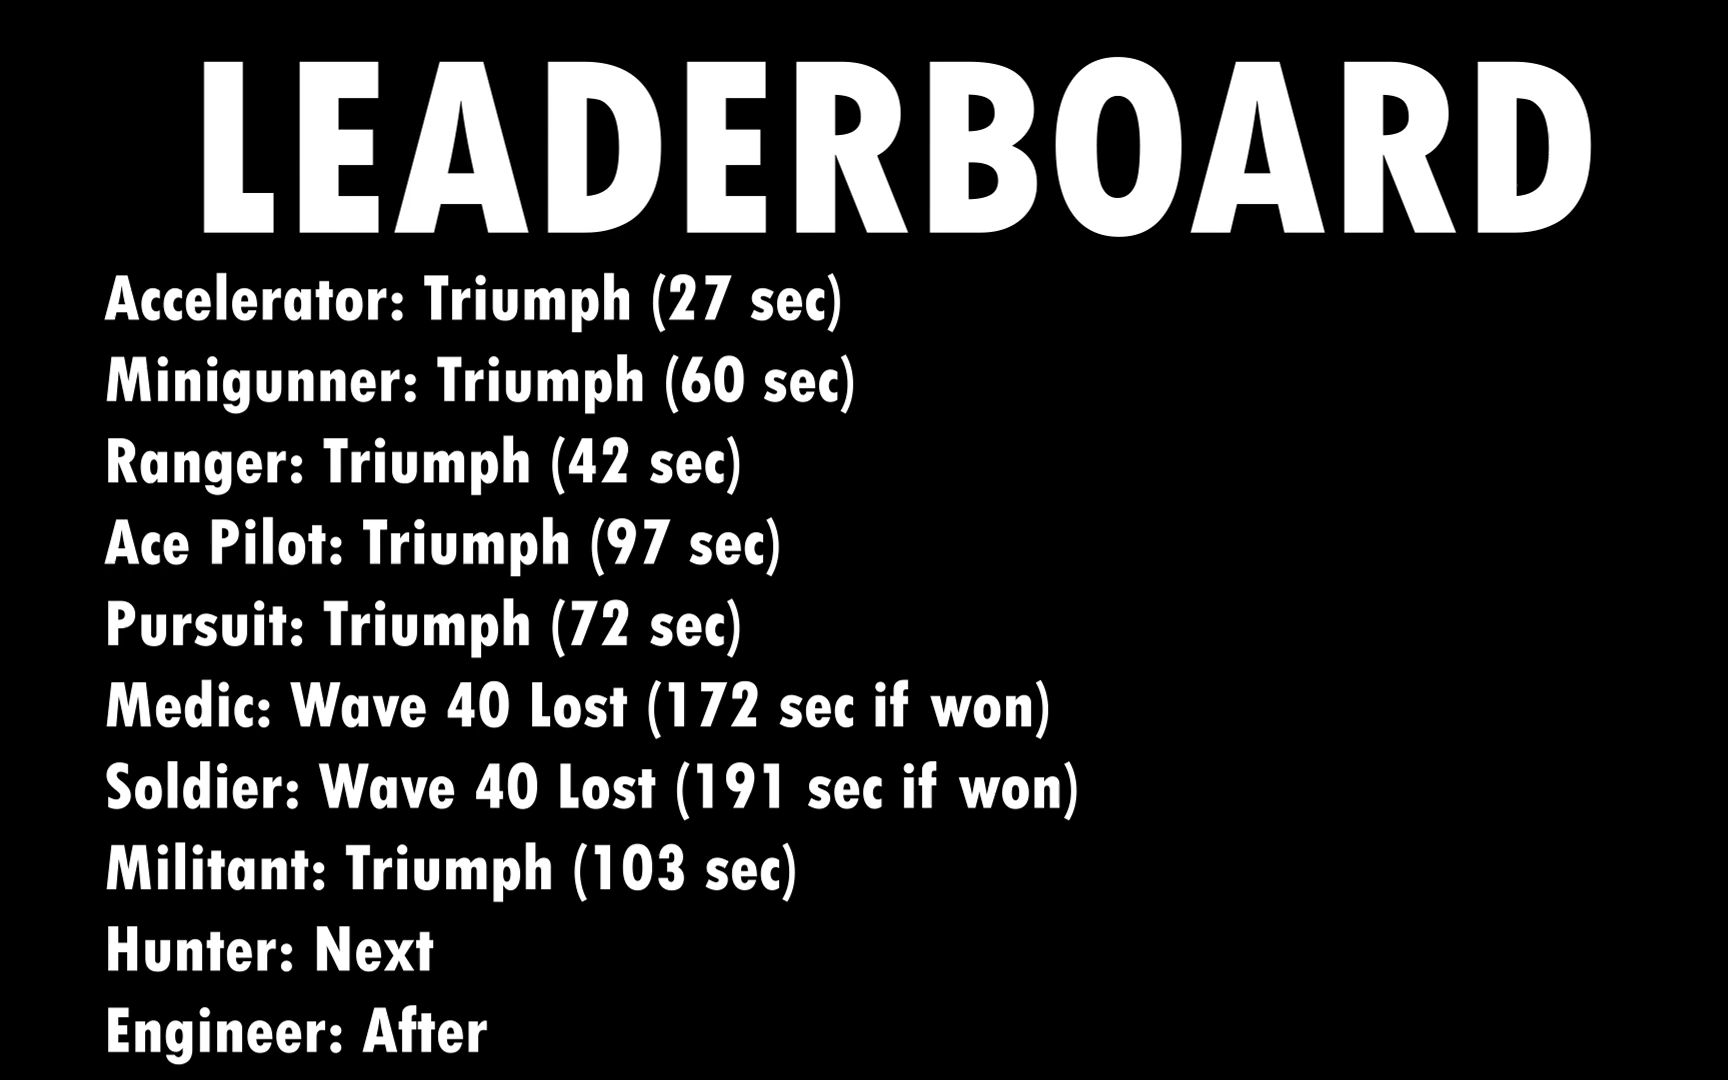 LEADERBOARD
Accelerator: Triumph (27 sec)
Minigunner: Triumph (60 sec)
Ranger: Triumph (42 sec)
Ace Pilot: Triumph (97 sec)
Pursuit: Triumph (72 sec)
Medic: Wave 40 Lost (172 sec if won)
Soldier: Wave 40 Lost (191 sec if won)
Militant: Triumph (103 sec)
Hunter: Next
Engineer: After